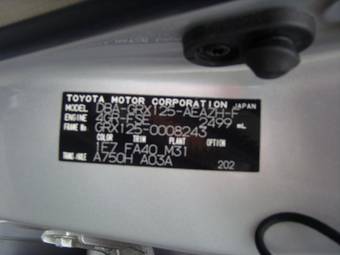 TOYOTA MOTOR CORPORATION JAPAN
MODEL DBA-GRX125-AEAZH-F
ENGINE 4GR-FSE 2499 mL
FRAME No. GRX125-0008243
COLOR TRIM PLANT OPTION
1E7 FA40 M31
TRANS./AXLE A750H A03A 202